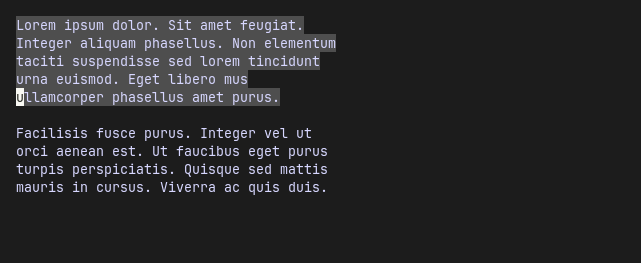 Lorem ipsum dolor. Sit amet feugiat.
Integer aliquam phasellus. Non elementum
taciti suspendisse sed lorem tincidunt
urna euismod. Eget libero mus
ullamcorper phasellus amet purus.

Facilisis fusce purus. Integer vel ut
orci aenean est. Ut faucibus eget purus
turpis perspiciatis. Quisque sed mattis
mauris in cursus. Viverra ac quis duis.